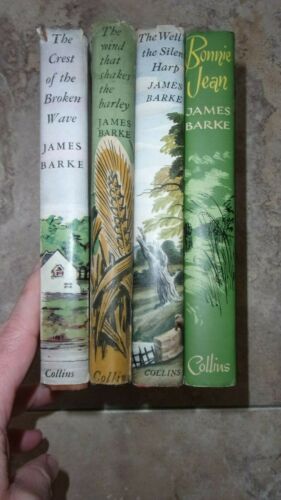 The
Crest
of the
Broken
Wave
JAMES
BARKE
Collins
The
wind
that
shakes
the
barley
JAMES
BARKE
Collins
The Well
the Silent
Harp
JAMES
BARKE
COLLINS
Bonnie
Jean
JAMES
BARKE
Collins